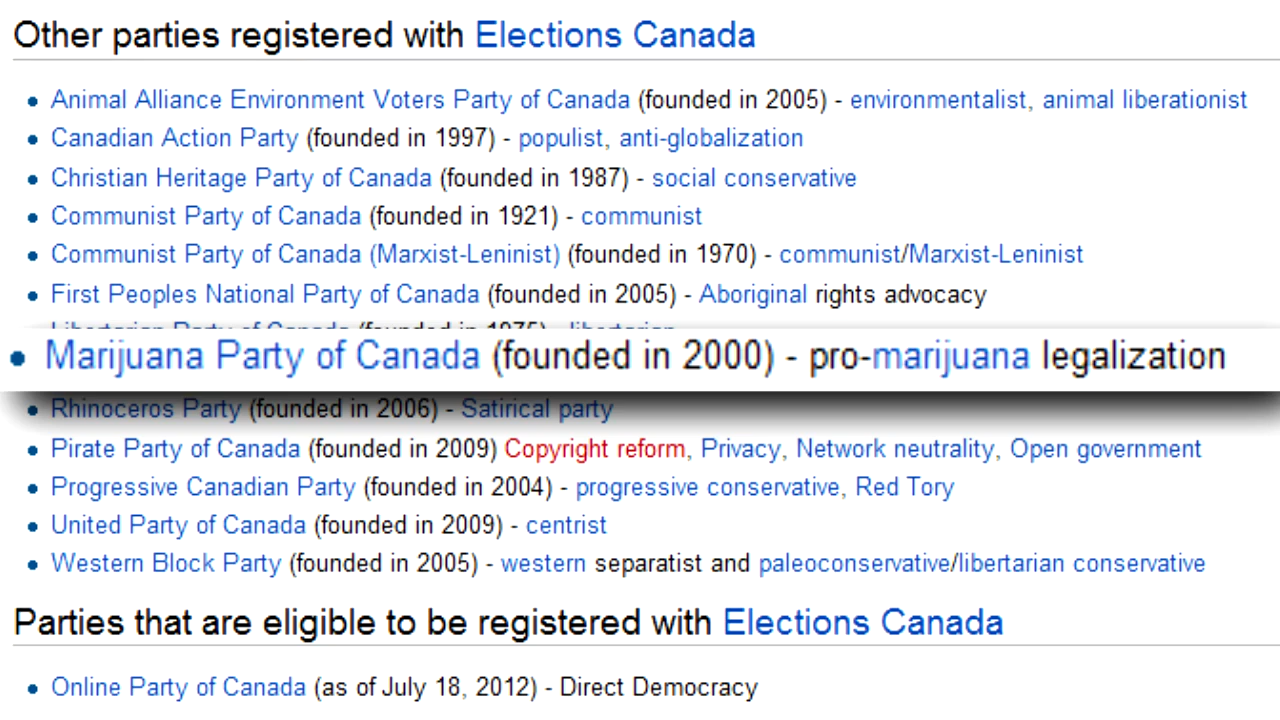 Other parties registered with Elections Canada
• Animal Alliance Environment Voters Party of Canada (founded in 2005) - environmentalist, animal liberationist
• Canadian Action Party (founded in 1997) - populist, anti-globalization
• Christian Heritage Party of Canada (founded in 1987) - social conservative
• Communist Party of Canada (founded in 1921) - communist
• Communist Party of Canada (Marxist-Leninist) (founded in 1970) - communist/Marxist-Leninist
• First Peoples National Party of Canada (founded in 2005) - Aboriginal rights advocacy
Libertarian Party of Canada (founded in 1975) - libertarian
• Marijuana Party of Canada (founded in 2000) - pro-marijuana legalization
• Rhinoceros Party (founded in 2006) - Satirical party
• Pirate Party of Canada (founded in 2009) Copyright reform, Privacy, Network neutrality, Open government
• Progressive Canadian Party (founded in 2004) - progressive conservative, Red Tory
• United Party of Canada (founded in 2009) - centrist
• Western Block Party (founded in 2005) - western separatist and paleoconservative/libertarian conservative
Parties that are eligible to be registered with Elections Canada
• Online Party of Canada (as of July 18, 2012) - Direct Democracy